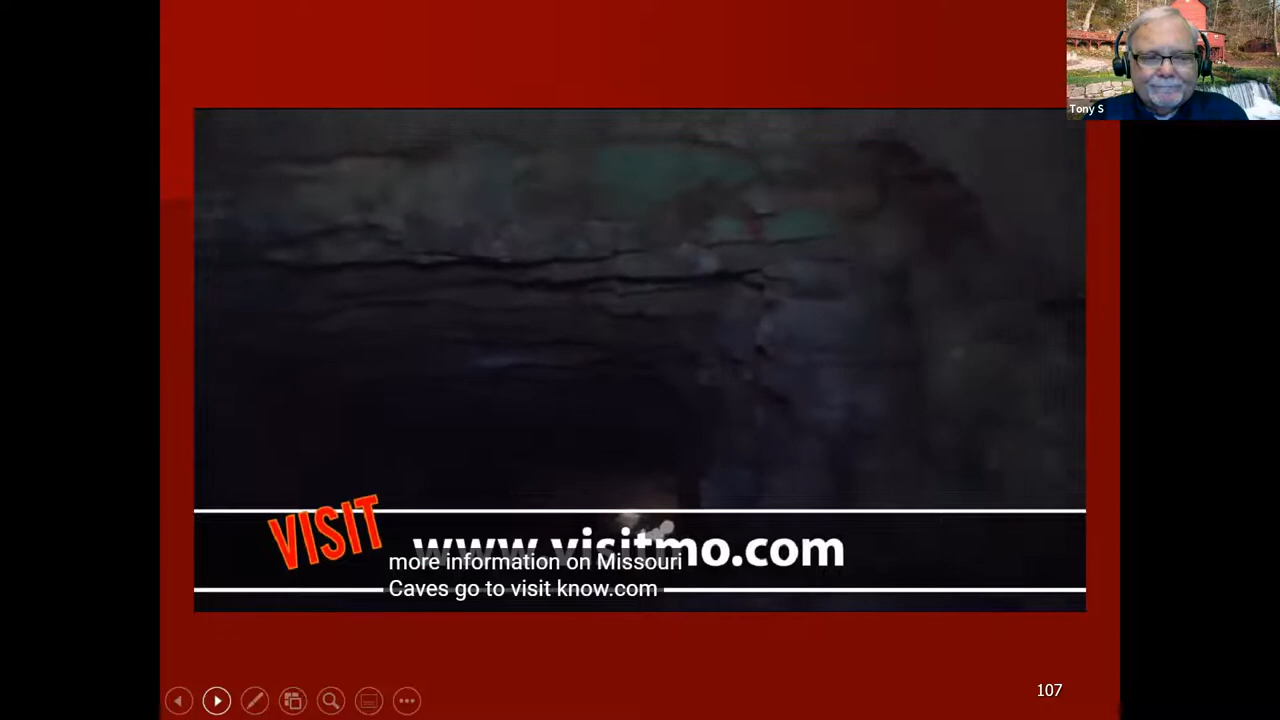 Tony S
VISIT
www.visitmo.com
more information on Missouri
Caves go to visit know.com
107